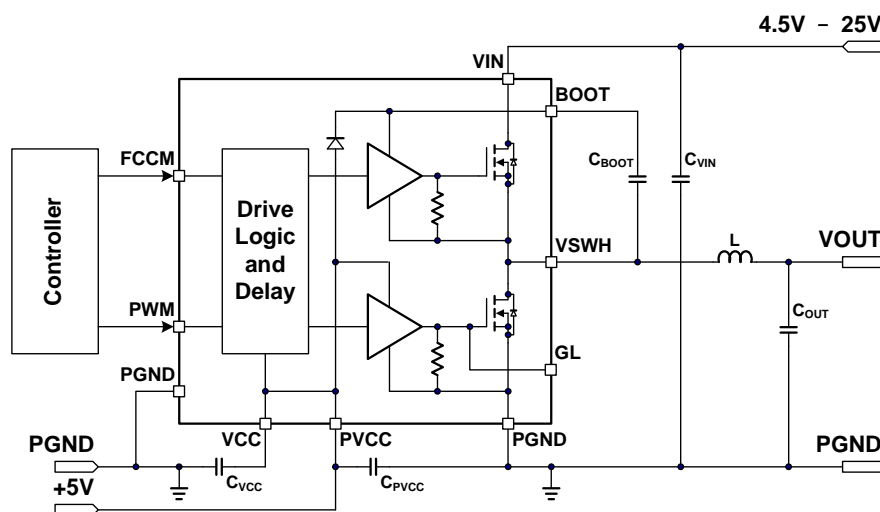 4.5V – 25V
VIN
BOOT
FCCM
CBOOT
CVIN
Controller
Drive
Logic
and
Delay
VSWH
L
VOUT
PWM
COUT
GL
PGND
VCC
PVCC
PGND
PGND
PGND
CVCC
CPVCC
+5V